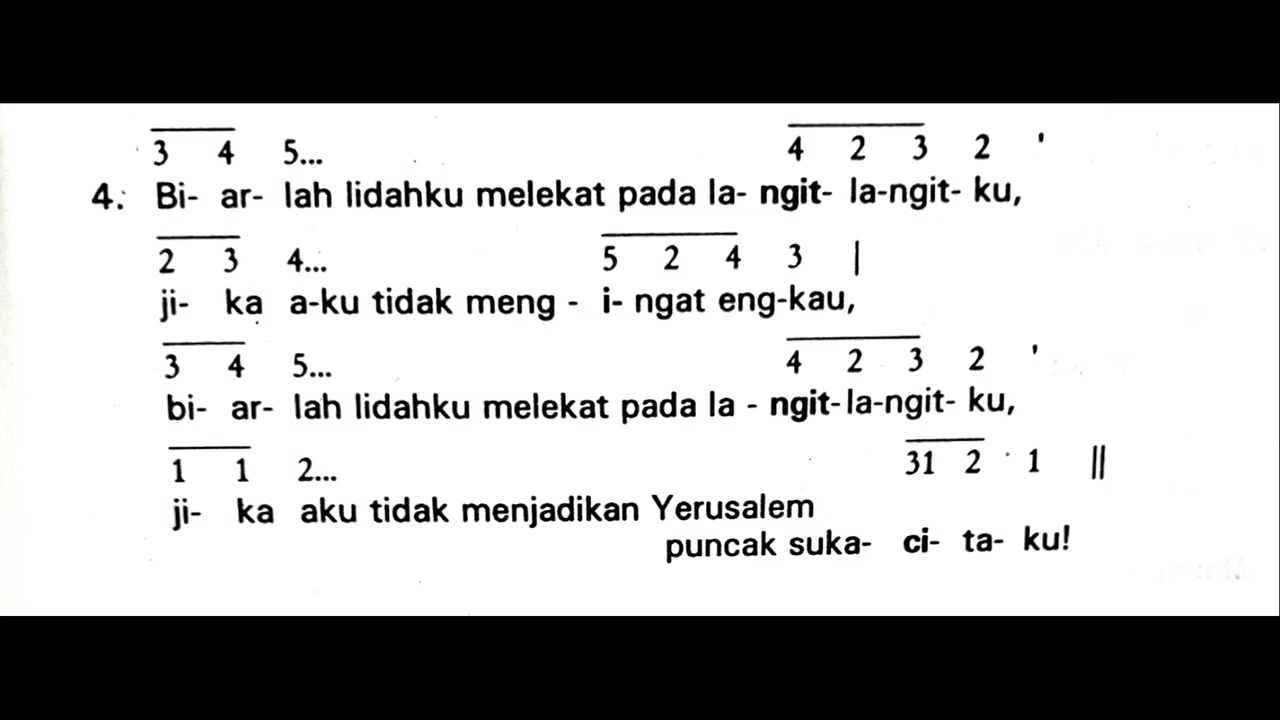 3 4 5... 4 2 3 2 '
4. Bi- ar- lah lidahku melekat pada la- ngit- la-ngit- ku,
2 3 4... 5 2 4 3 |
ji- ka a-ku tidak meng - i- ngat eng-kau,
3 4 5... 4 2 3 2 '
bi- ar- lah lidahku melekat pada la - ngit- la-ngit- ku,
1 1 2... 31 2 1 ||
ji- ka aku tidak menjadikan Yerusalem
puncak suka- ci- ta- ku!